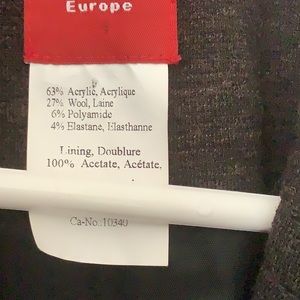 Europe
63% Acrylic, Acrylique
27% Wool, Laine
6% Polyamide
4% Elastane, Elasthanne
Lining, Doublure
100% Acetate, Acétate,
Ca-No.:10340